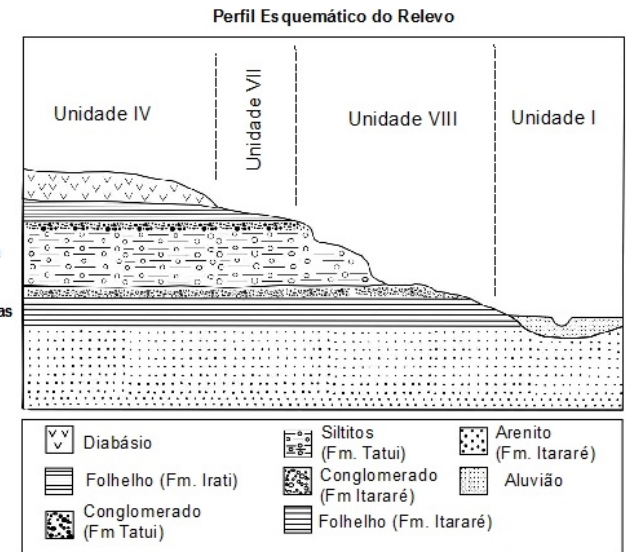 Perfil Esquemático do Relevo
Unidade IV
Unidade VII
Unidade VIII
Unidade I
as
Diabásio
Folhelho (Fm. Irati)
Conglomerado
(Fm Tatui)
Siltitos
(Fm. Tatui)
Conglomerado
(Fm Itararé)
Folhelho (Fm. Itararé)
Arenito
(Fm. Itararé)
Aluvião